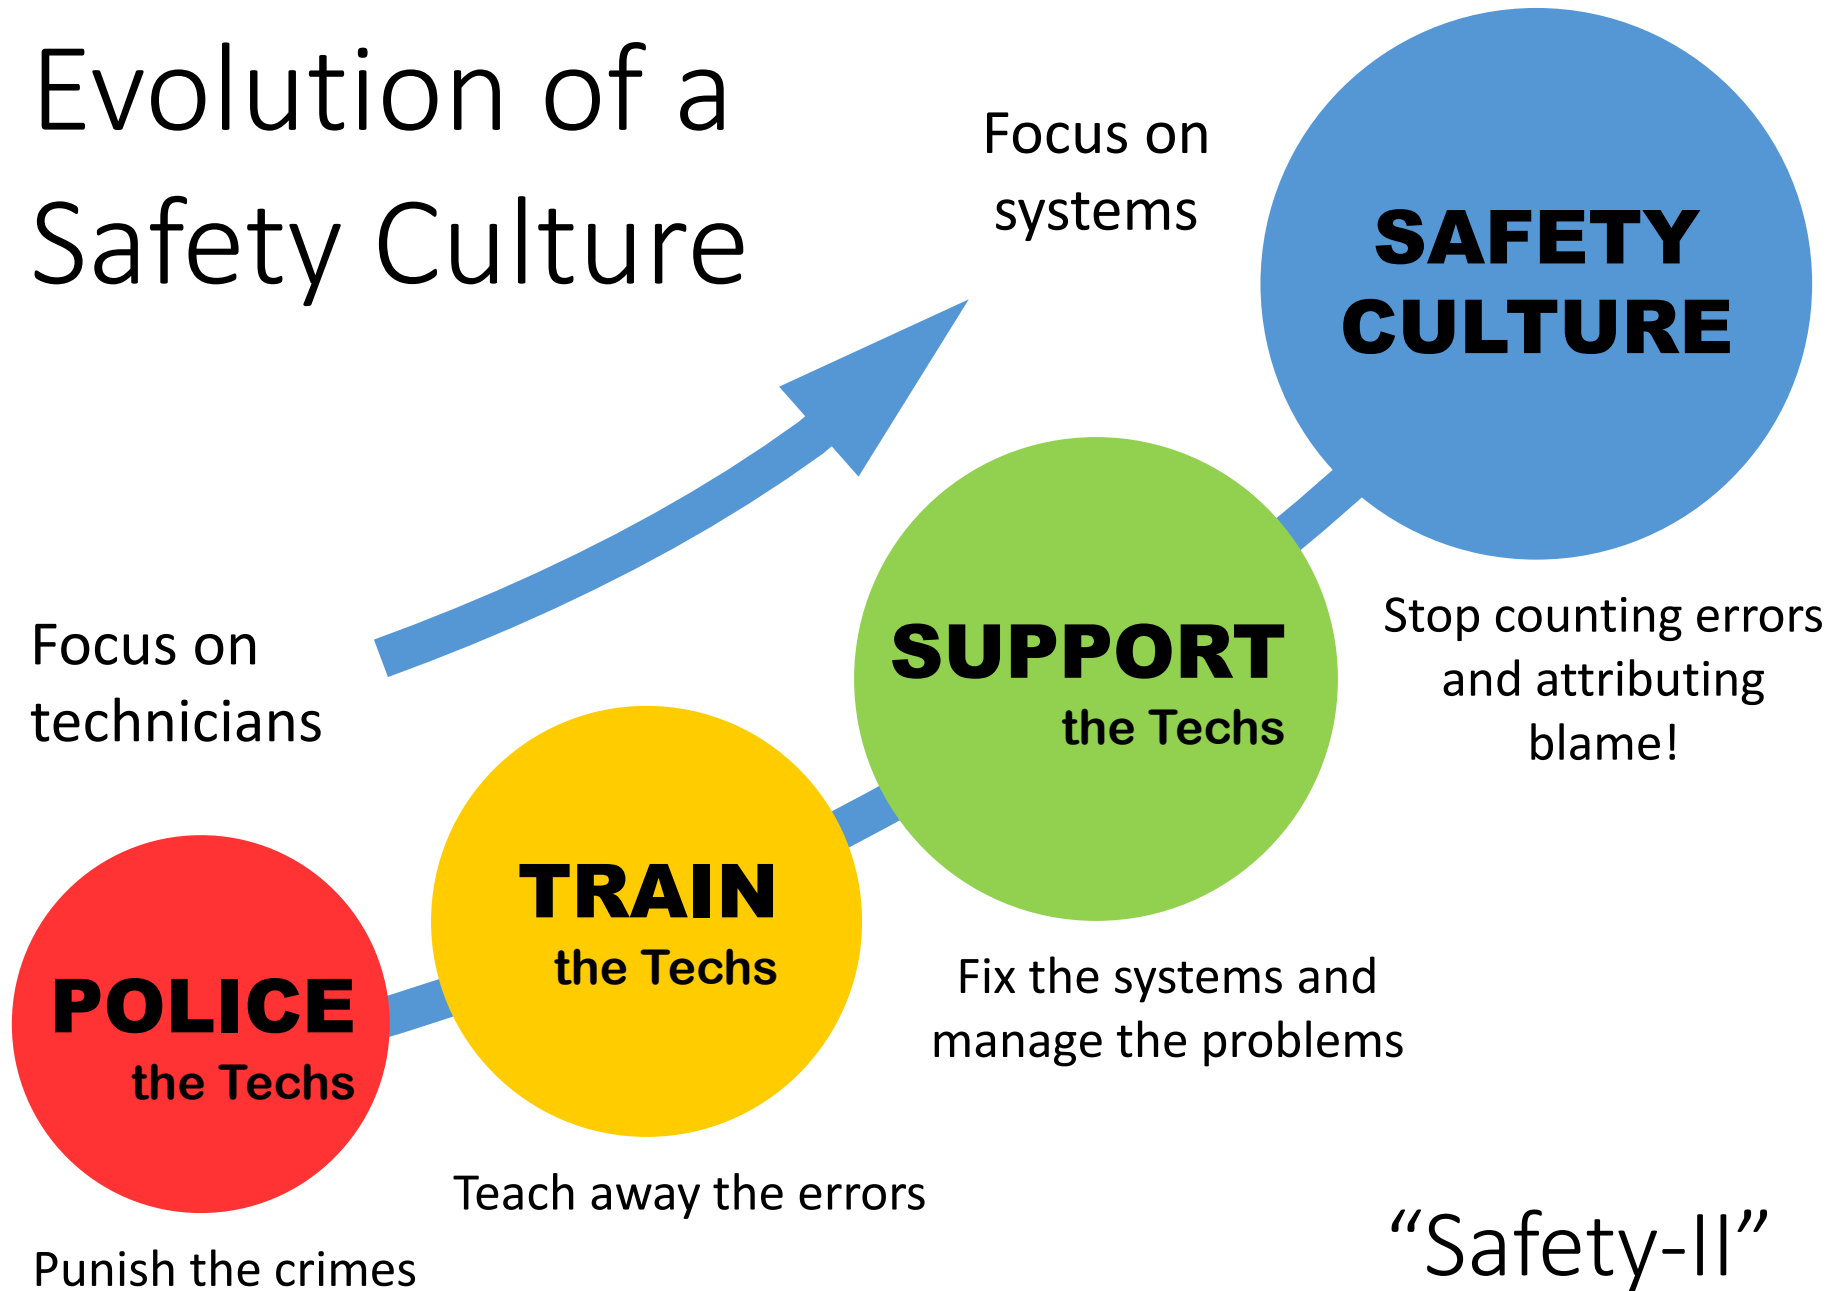 Evolution of a
Safety Culture
Focus on
systems
SAFETY
CULTURE
Stop counting errors
and attributing
blame!
Focus on
technicians
SUPPORT
the Techs
Fix the systems and
manage the problems
TRAIN
the Techs
Teach away the errors
POLICE
the Techs
Punish the crimes
“Safety-II”